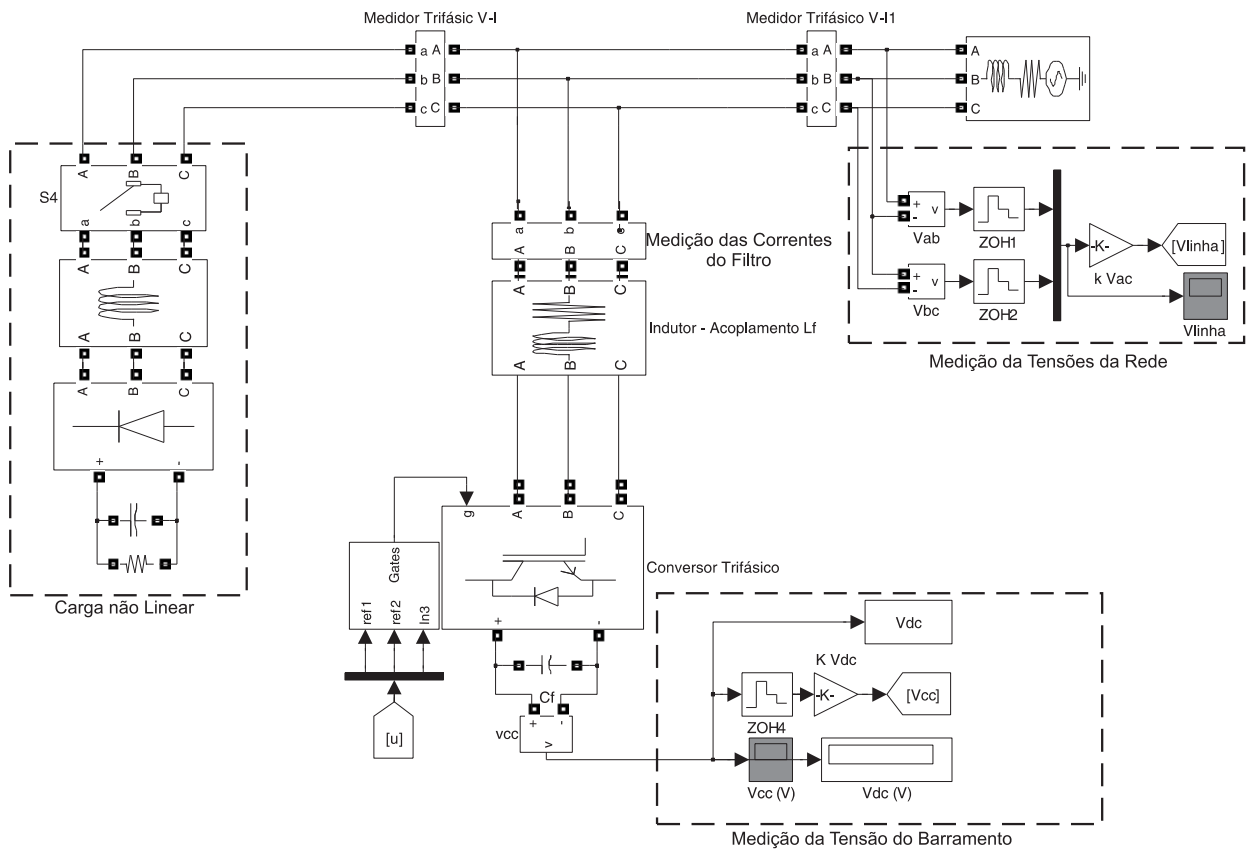 Medidor Trifásic V-I
Medidor Trifásico V-I1
a A
b B
c C
a A
b B
c C
A
B
C
A
B
C
S4
a
b
c
A
B
C
A
B
C
A
B
C
+
-
Carga não Linear
a
b
c
A
B
C
Medição das Correntes
do Filtro
A
B
C
Indutor - Acoplamento Lf
A
B
C
+
-
v
Vab
ZOH1
+
-
v
Vbc
ZOH2
-K-
k Vac
[Vlinha]
Vlinha
Medição da Tensões da Rede
g
A
B
C
Conversor Trifásico
+
-
Gates
ref1
ref2
In3
[u]
Cf
+
-
v
vcc
Vdc
K Vdc
-K-
[Vcc]
ZOH4
Vcc (V)
Vdc (V)
Medição da Tensão do Barramento